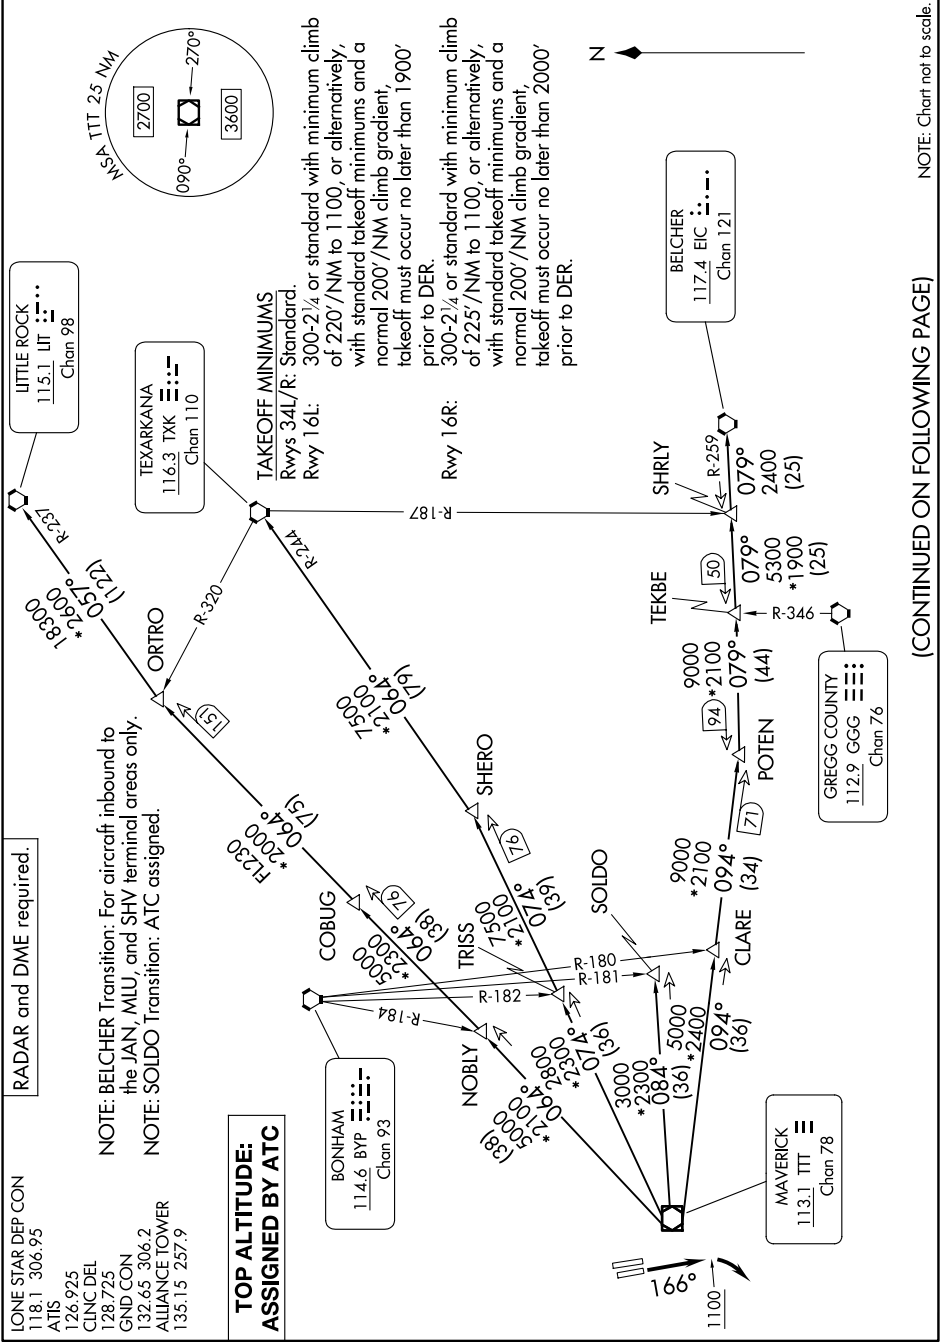 LONE STAR DEP CON
118.1 306.95
ATIS
126.925
CLNC DEL
128.725
GND CON
132.65 306.2
ALLIANCE TOWER
135.15 257.9
RADAR and DME required.
NOTE: BELCHER Transition: For aircraft inbound to
the JAN, MLU, and SHV terminal areas only.
NOTE: SOLDO Transition: ATC assigned.
TOP ALTITUDE:
ASSIGNED BY ATC
LITTLE ROCK
115.1 LIT
Chan 98
MSA TTT 25 NM
2700
090°
270°
3600
TEXARKANA
116.3 TXK
Chan 110
TAKEOFF MINIMUMS
Rwys 34L/R: Standard.
Rwy 16L: 300-2¼ or standard with minimum climb
of 220'/NM to 1100, or alternatively,
with standard takeoff minimums and a
normal 200'/NM climb gradient,
takeoff must occur no later than 1900'
prior to DER.
Rwy 16R: 300-2¼ or standard with minimum climb
of 225'/NM to 1100, or alternatively,
with standard takeoff minimums and a
normal 200'/NM climb gradient,
takeoff must occur no later than 2000'
prior to DER.
N
R-237
18300
*2600
057°
(122)
ORTRO
R-320
151
FL230
*2000
064°
(75)
COBUG
76
5000
*2300
064°
(38)
NOBLY
5000
*2100
064°
(38)
BONHAM
114.6 BYP
Chan 93
R-184
R-182
R-181
R-180
R-244
R-187
7500
*2100
064°
(79)
SHERO
76
7500
*2100
074°
(39)
TRISS
2800
*2300
074°
(36)
SOLDO
3000
*2300
084°
(36)
5000
*2400
094°
(36)
CLARE
9000
*2100
094°
(34)
71
POTEN
94
9000
*2100
079°
(44)
TEKBE
50
R-346
5300
*1900
079°
(25)
SHRLY
R-259
079°
2400
(25)
BELCHER
117.4 EIC
Chan 121
GREGG COUNTY
112.9 GGG
Chan 76
MAVERICK
113.1 TTT
Chan 78
166°
1100
(CONTINUED ON FOLLOWING PAGE)
NOTE: Chart not to scale.